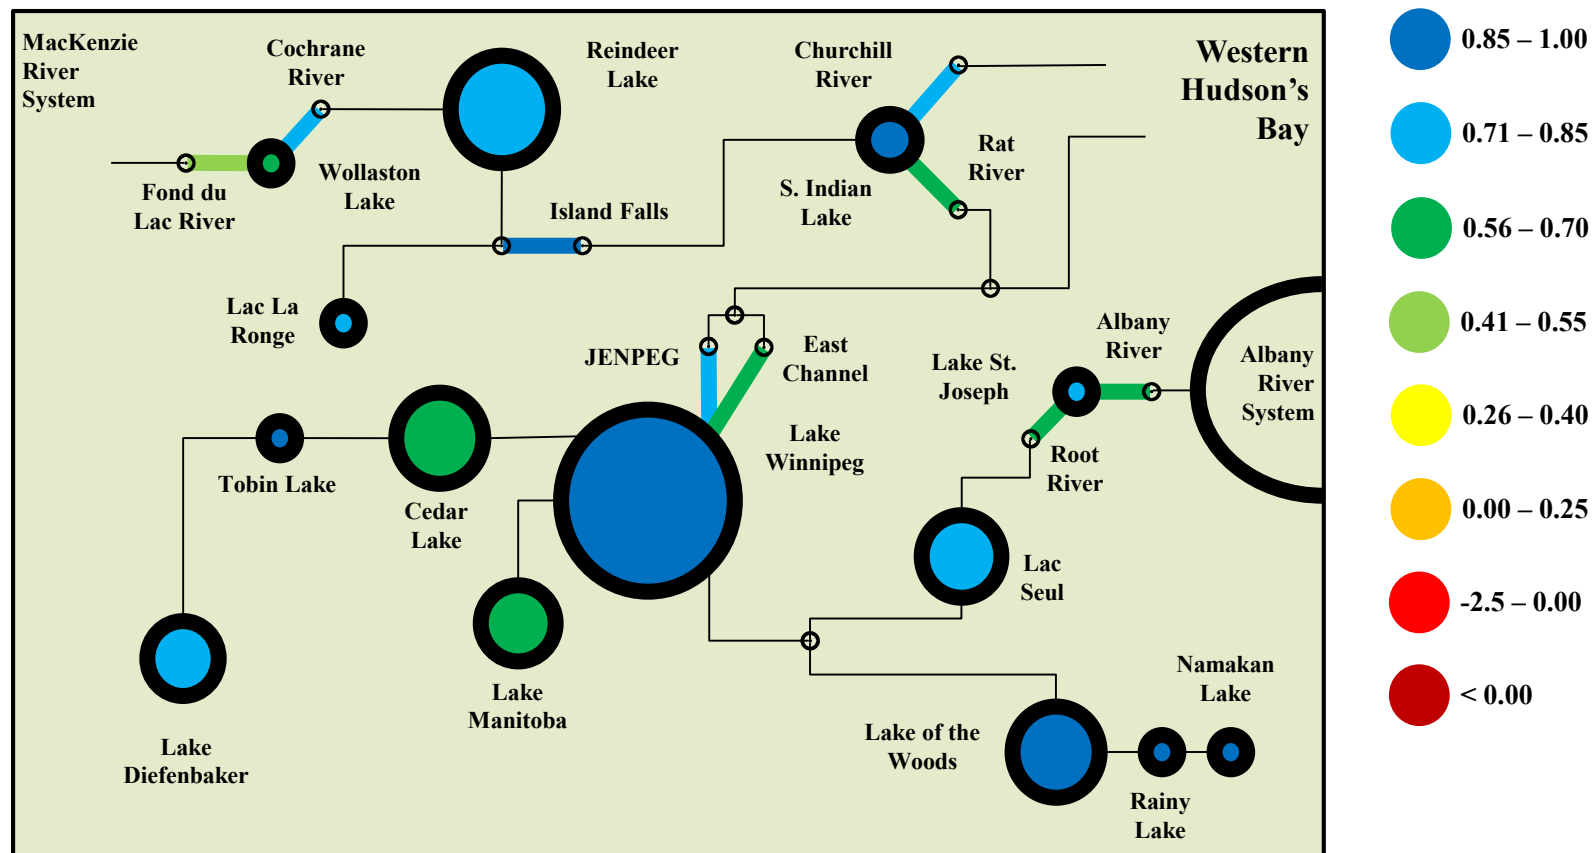 MacKenzie
River
System
Cochrane
River
Reindeer
Lake
Churchill
River
Western
Hudson's
Bay
Fond du
Lac River
Wollaston
Lake
Island Falls
S. Indian
Lake
Rat
River
Lac La
Ronge
JENPEG
East
Channel
Lake St.
Joseph
Albany
River
Albany
River
System
Tobin Lake
Cedar
Lake
Lake
Winnipeg
Root
River
Lac
Seul
Lake
Diefenbaker
Lake
Manitoba
Lake of the
Woods
Namakan
Lake
Rainy
Lake
0.85 – 1.00
0.71 – 0.85
0.56 – 0.70
0.41 – 0.55
0.26 – 0.40
0.00 – 0.25
-2.5 – 0.00
< 0.00